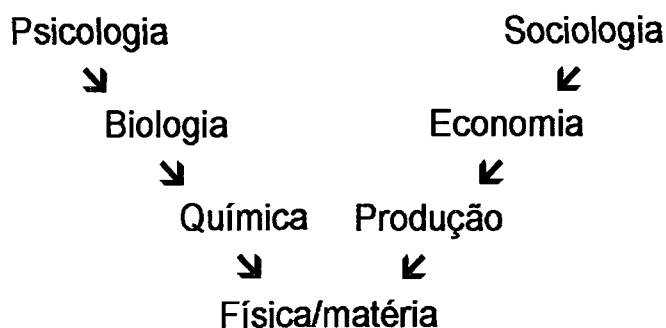 Psicologia Sociologia
Biologia Economia
Química Produção
Física/matéria